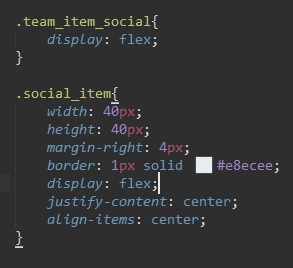 .team_item_social{
display: flex;
}
.social_item{
width: 40px;
height: 40px;
margin-right: 4px;
border: 1px solid #e8ecee;
display: flex;
justify-content: center;
align-items: center;
}